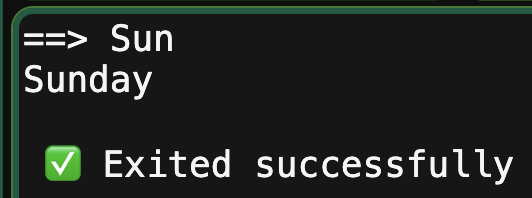 ==> Sun
Sunday
✅ Exited successfully